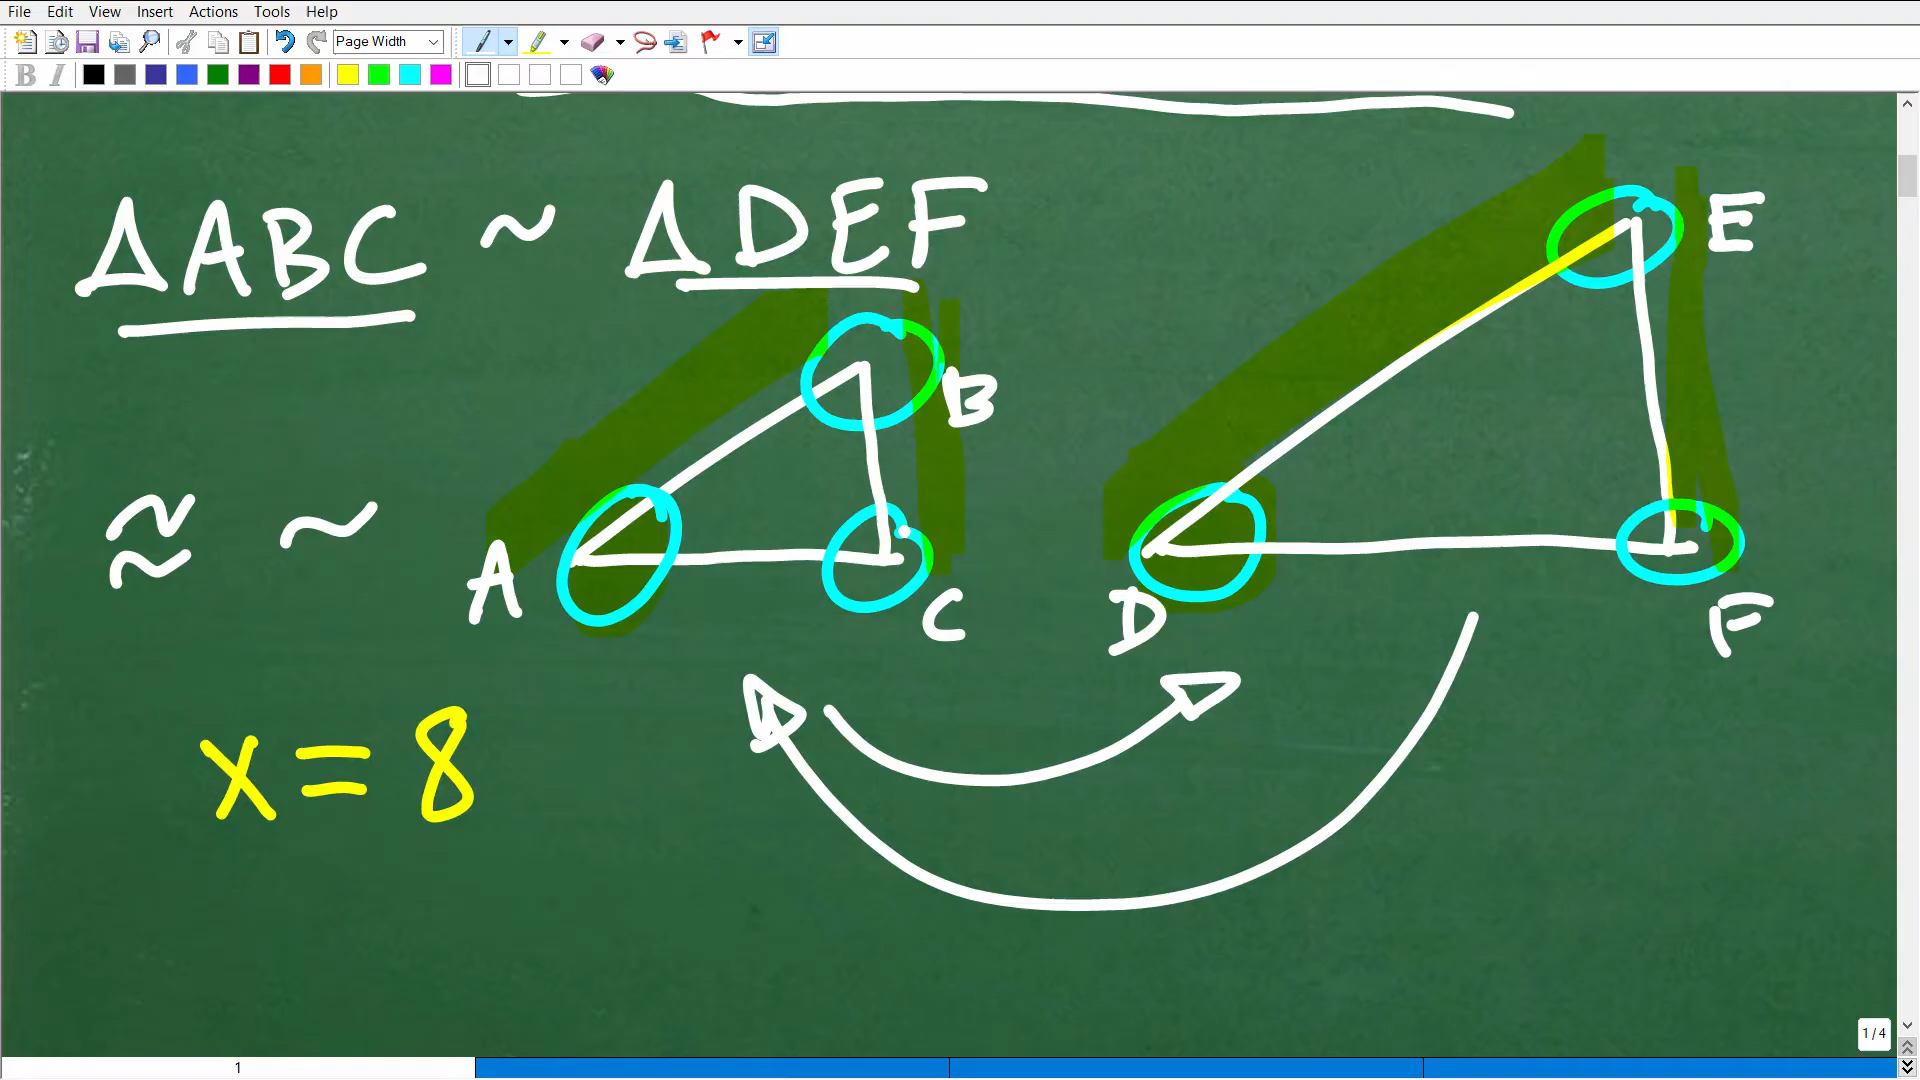 File Edit View Insert Actions Tools Help
Page Width
B I
ΔABC ~ ΔDEF
E
B
≈ ~
A
C
D
F
x = 8
1 / 4
1